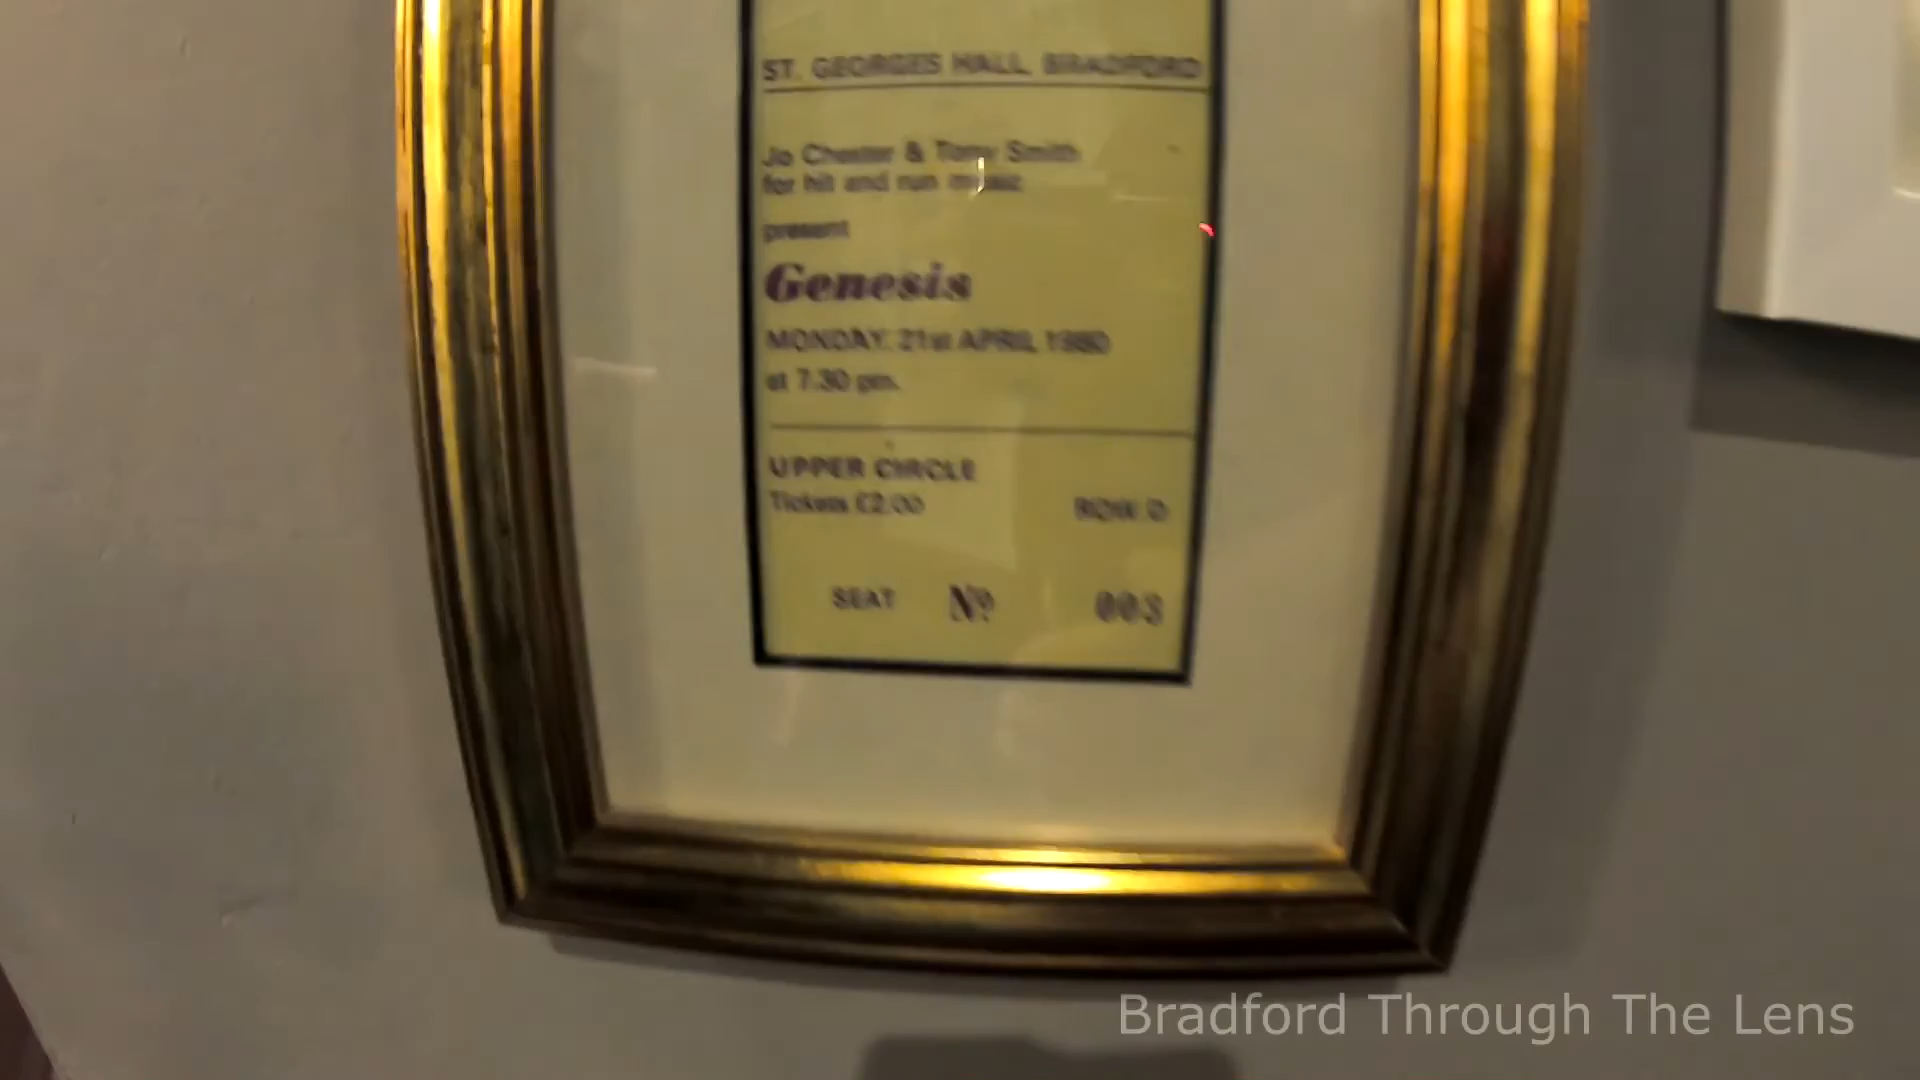 ST. GEORGES HALL, BRADFORD
Jo Chester & Tony Smith
for hit and run music
present
Genesis
MONDAY, 21st APRIL 1980
at 7.30 pm.
UPPER CIRCLE
Tickets £2.00 ROW D
SEAT Nº 003
Bradford Through The Lens